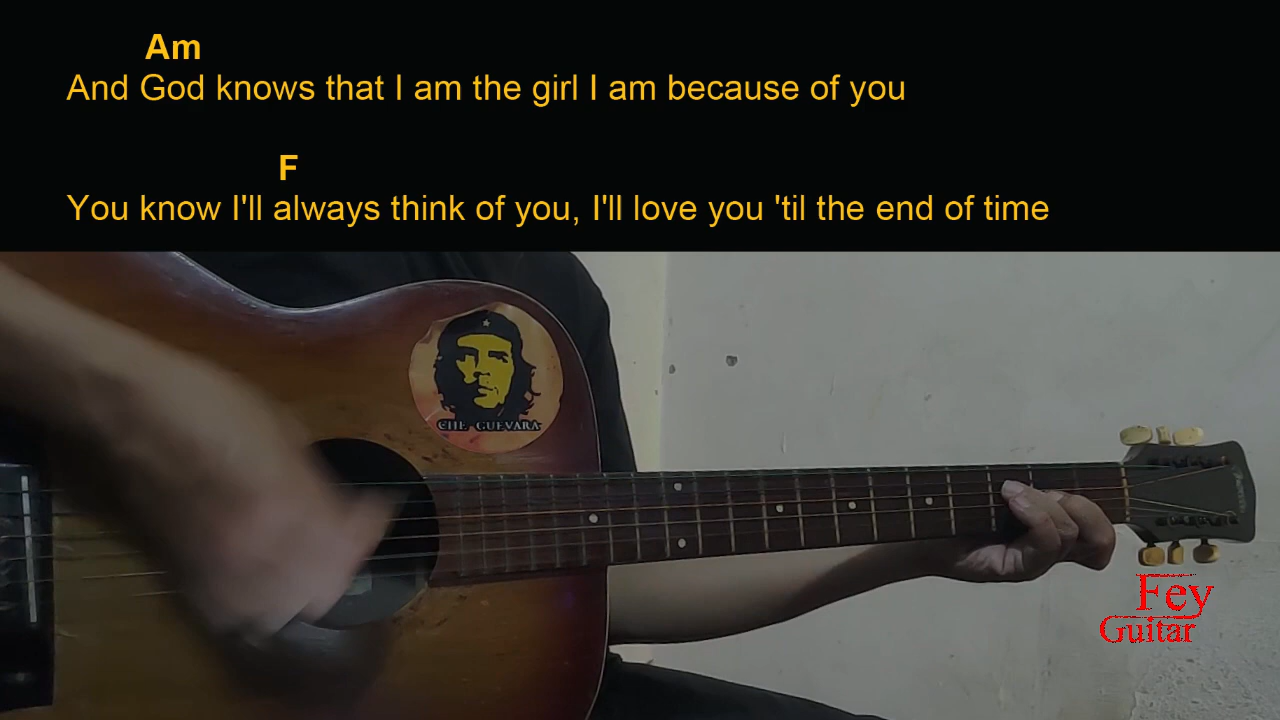 Am
And God knows that I am the girl I am because of you
F
You know I'll always think of you, I'll love you 'til the end of time
CHE GUEVARA
Fey
Guitar